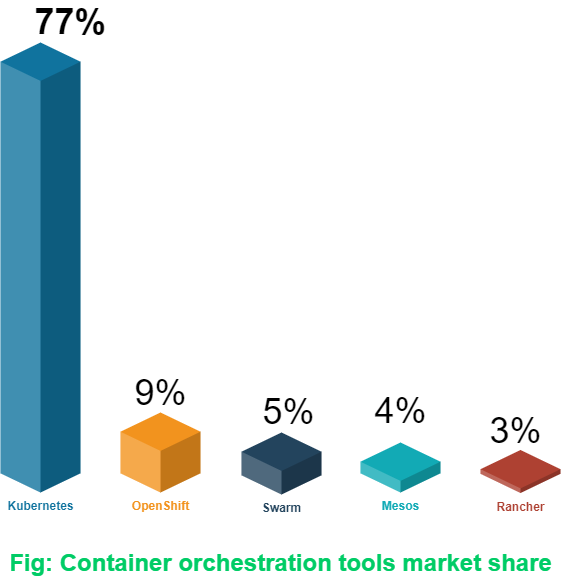 77%
9%
5%
4%
3%
Kubernetes
OpenShift
Swarm
Mesos
Rancher
Fig: Container orchestration tools market share